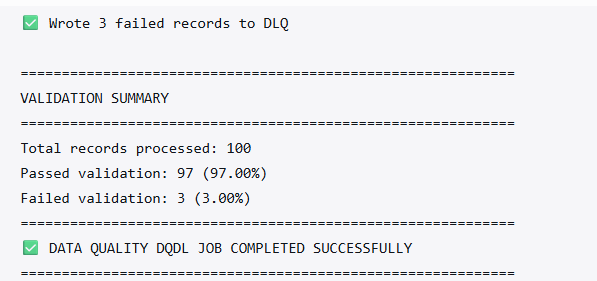 ✅ Wrote 3 failed records to DLQ
============================================================
VALIDATION SUMMARY
============================================================
Total records processed: 100
Passed validation: 97 (97.00%)
Failed validation: 3 (3.00%)
============================================================
✅ DATA QUALITY DQDL JOB COMPLETED SUCCESSFULLY
============================================================